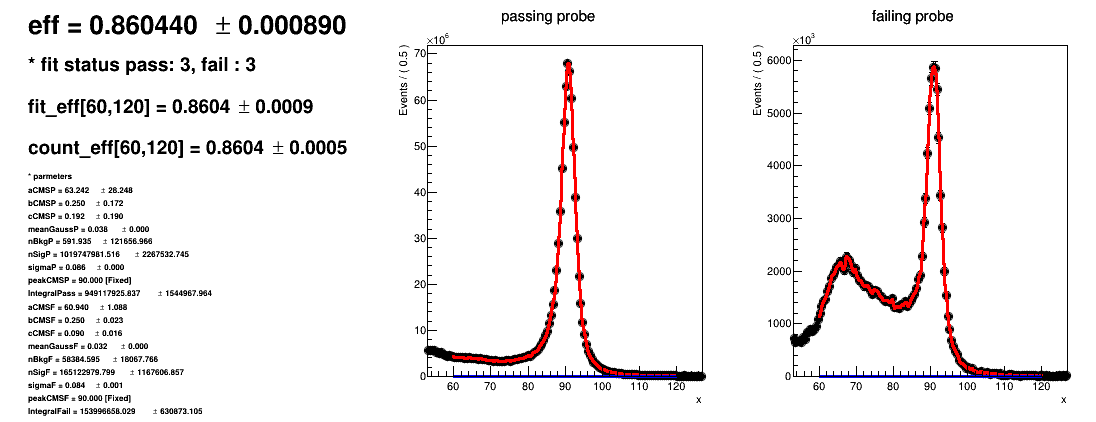 eff = 0.860440 ± 0.000890
* fit status pass: 3, fail : 3
fit_eff[60,120] = 0.8604 ± 0.0009
count_eff[60,120] = 0.8604 ± 0.0005
* parmeters
aCMSP = 63.242 ± 28.248
bCMSP = 0.250 ± 0.172
cCMSP = 0.192 ± 0.190
meanGaussP = 0.038 ± 0.000
nBkgP = 591.935 ± 121656.966
nSigP = 1019747981.516 ± 2267532.745
sigmaP = 0.086 ± 0.000
peakCMSP = 90.000 [Fixed]
IntegralPass = 949117925.837 ± 1544967.964
aCMSF = 60.940 ± 1.088
bCMSF = 0.250 ± 0.023
cCMSF = 0.090 ± 0.016
meanGaussF = 0.032 ± 0.000
nBkgF = 58384.595 ± 18067.766
nSigF = 165122979.799 ± 1167606.857
sigmaF = 0.084 ± 0.001
peakCMSF = 90.000 [Fixed]
IntegralFail = 153996658.029 ± 630873.105
passing probe
×10⁶
Events / ( 0.5 )
70
60
50
40
30
20
10
0
60 70 80 90 100 110 120
x
failing probe
×10³
Events / ( 0.5 )
6000
5000
4000
3000
2000
1000
0
60 70 80 90 100 110 120
x